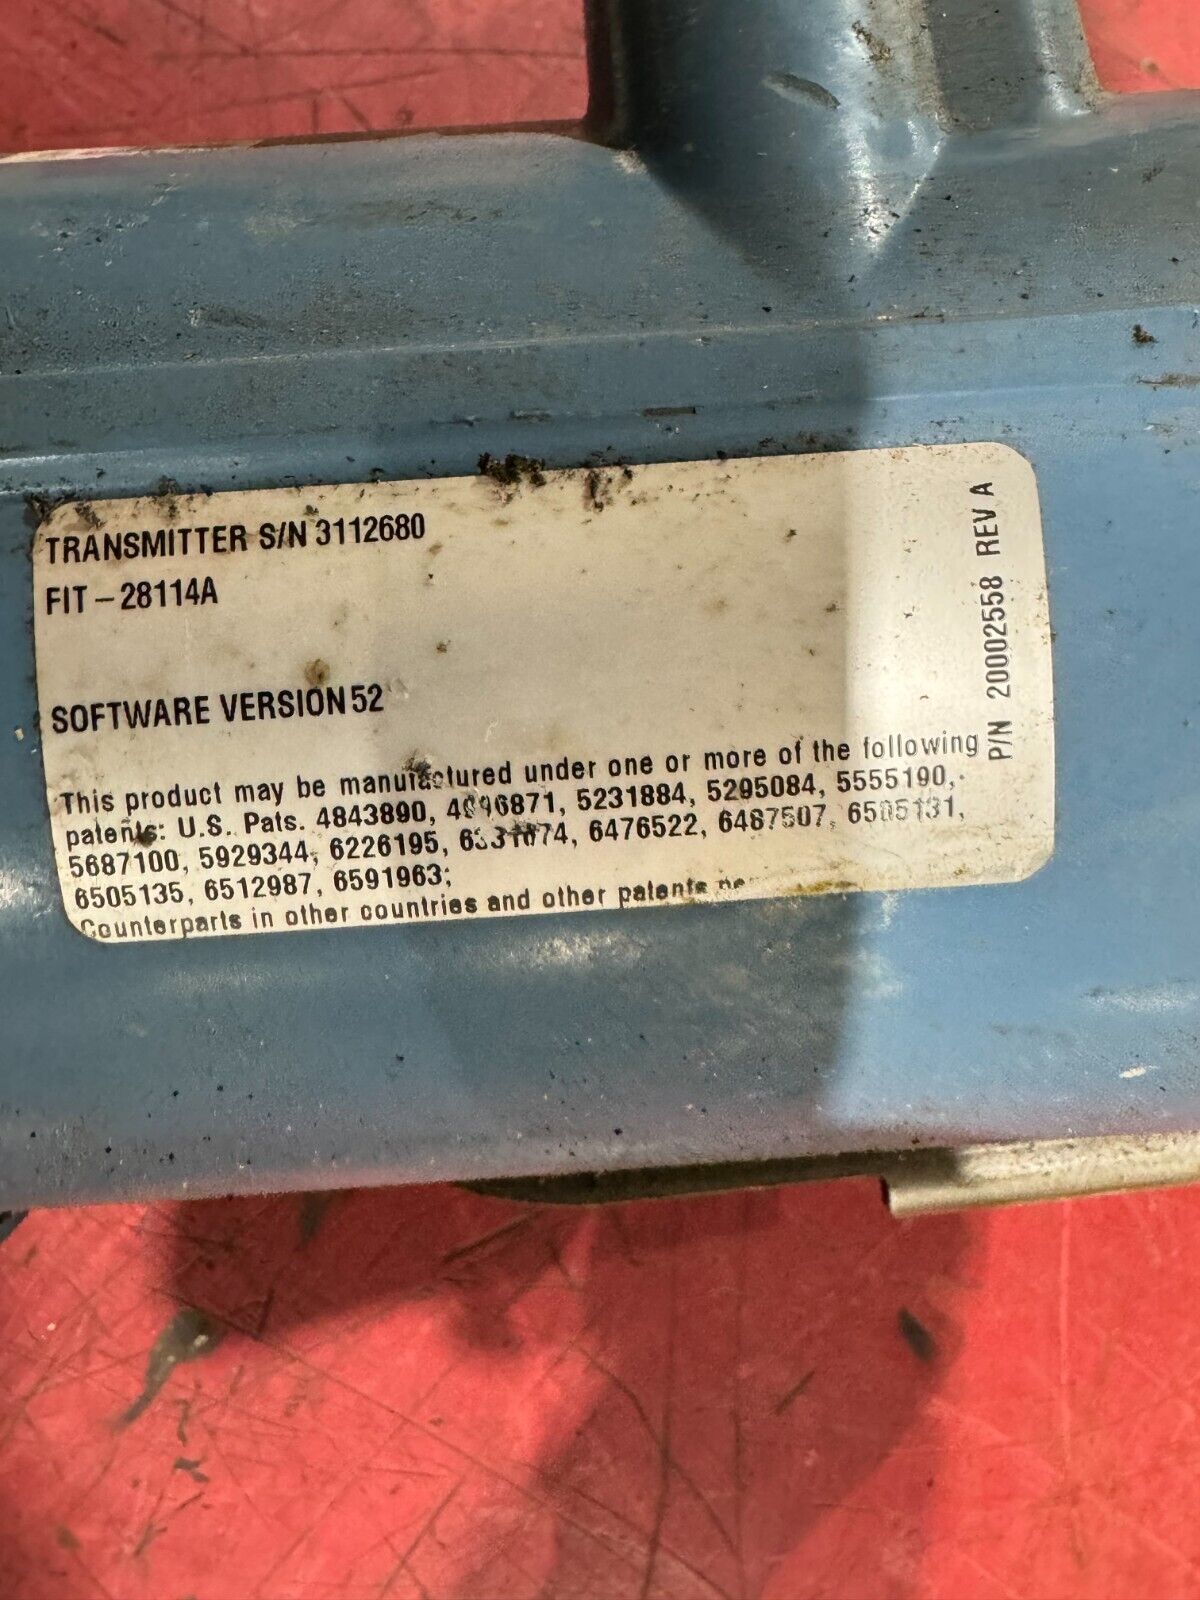 TRANSMITTER S/N 3112680
FIT – 28114A
SOFTWARE VERSION 52
This product may be manufactured under one or more of the following
patents: U.S. Pats. 4843890, 5231884, 5295084, 5555190,
5687100, 5929344, 6226195, 6476522, 6487507, 6505131,
6505135, 6512987, 6591963;
Counterparts in other countries and other patents
P/N 20002558 REV A